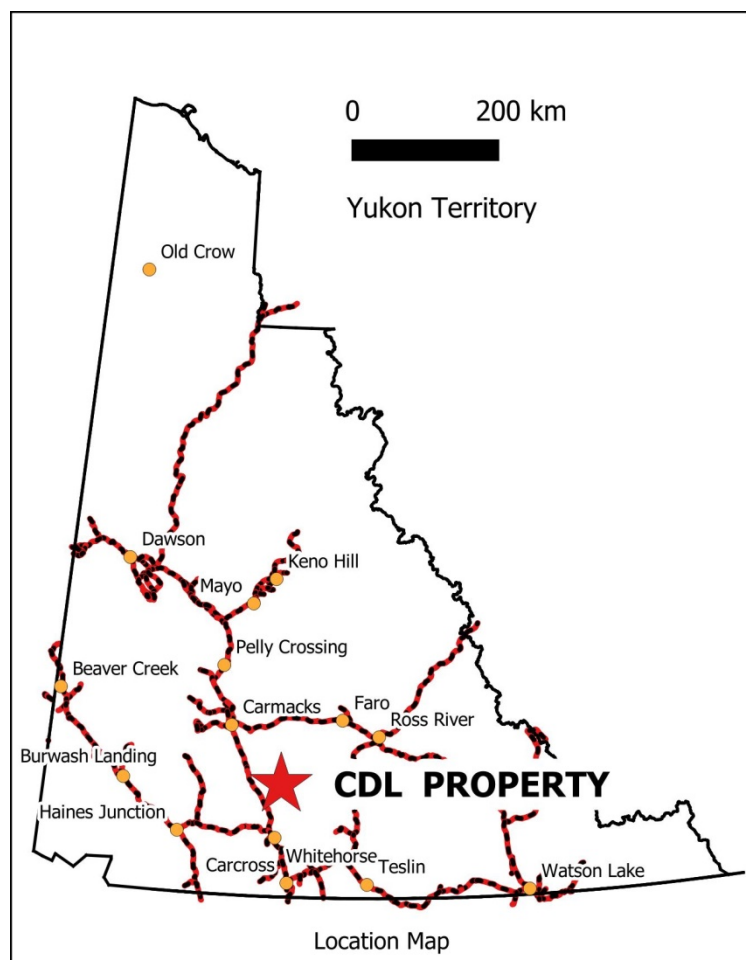 0 200 km
Yukon Territory
Old Crow
Dawson
Keno Hill
Mayo
Pelly Crossing
Beaver Creek
Carmacks
Faro
Ross River
Burwash Landing
CDL PROPERTY
Haines Junction
Whitehorse
Carcross
Teslin
Watson Lake
Location Map